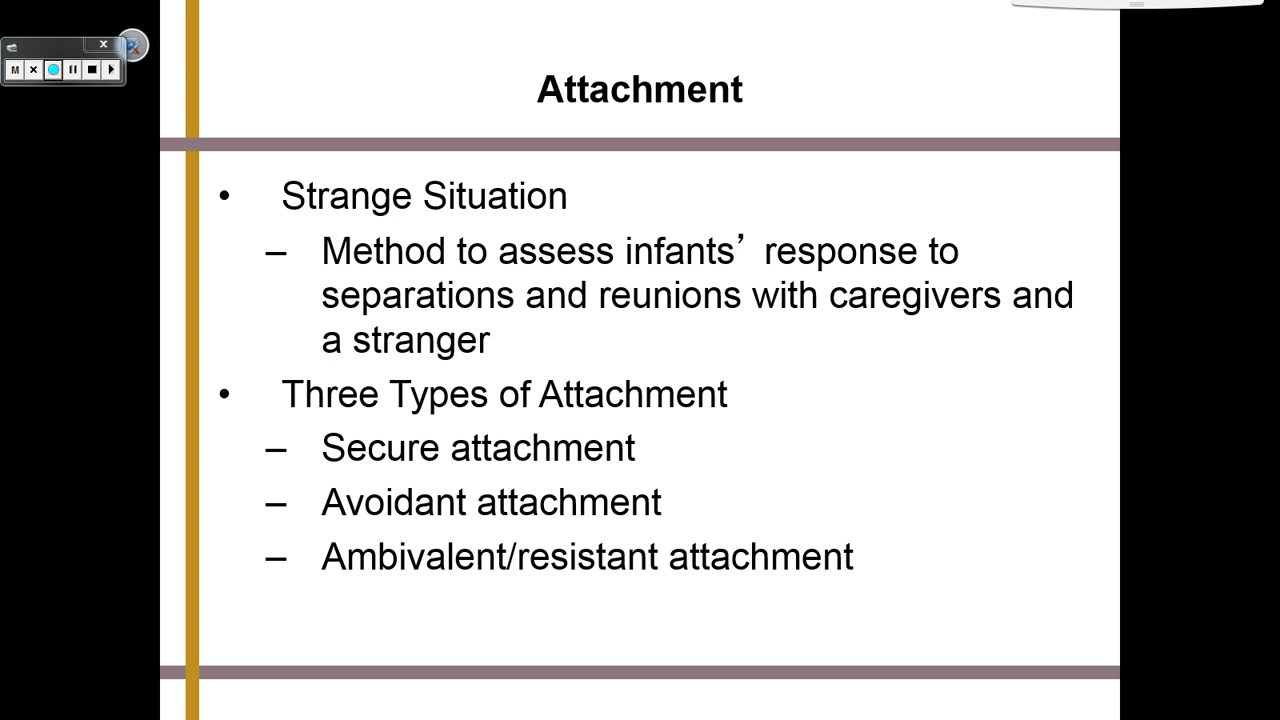 M
Attachment
• Strange Situation
– Method to assess infants’ response to
separations and reunions with caregivers and
a stranger
• Three Types of Attachment
– Secure attachment
– Avoidant attachment
– Ambivalent/resistant attachment